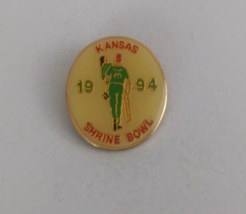 KANSAS
19 94
SHRINE BOWL